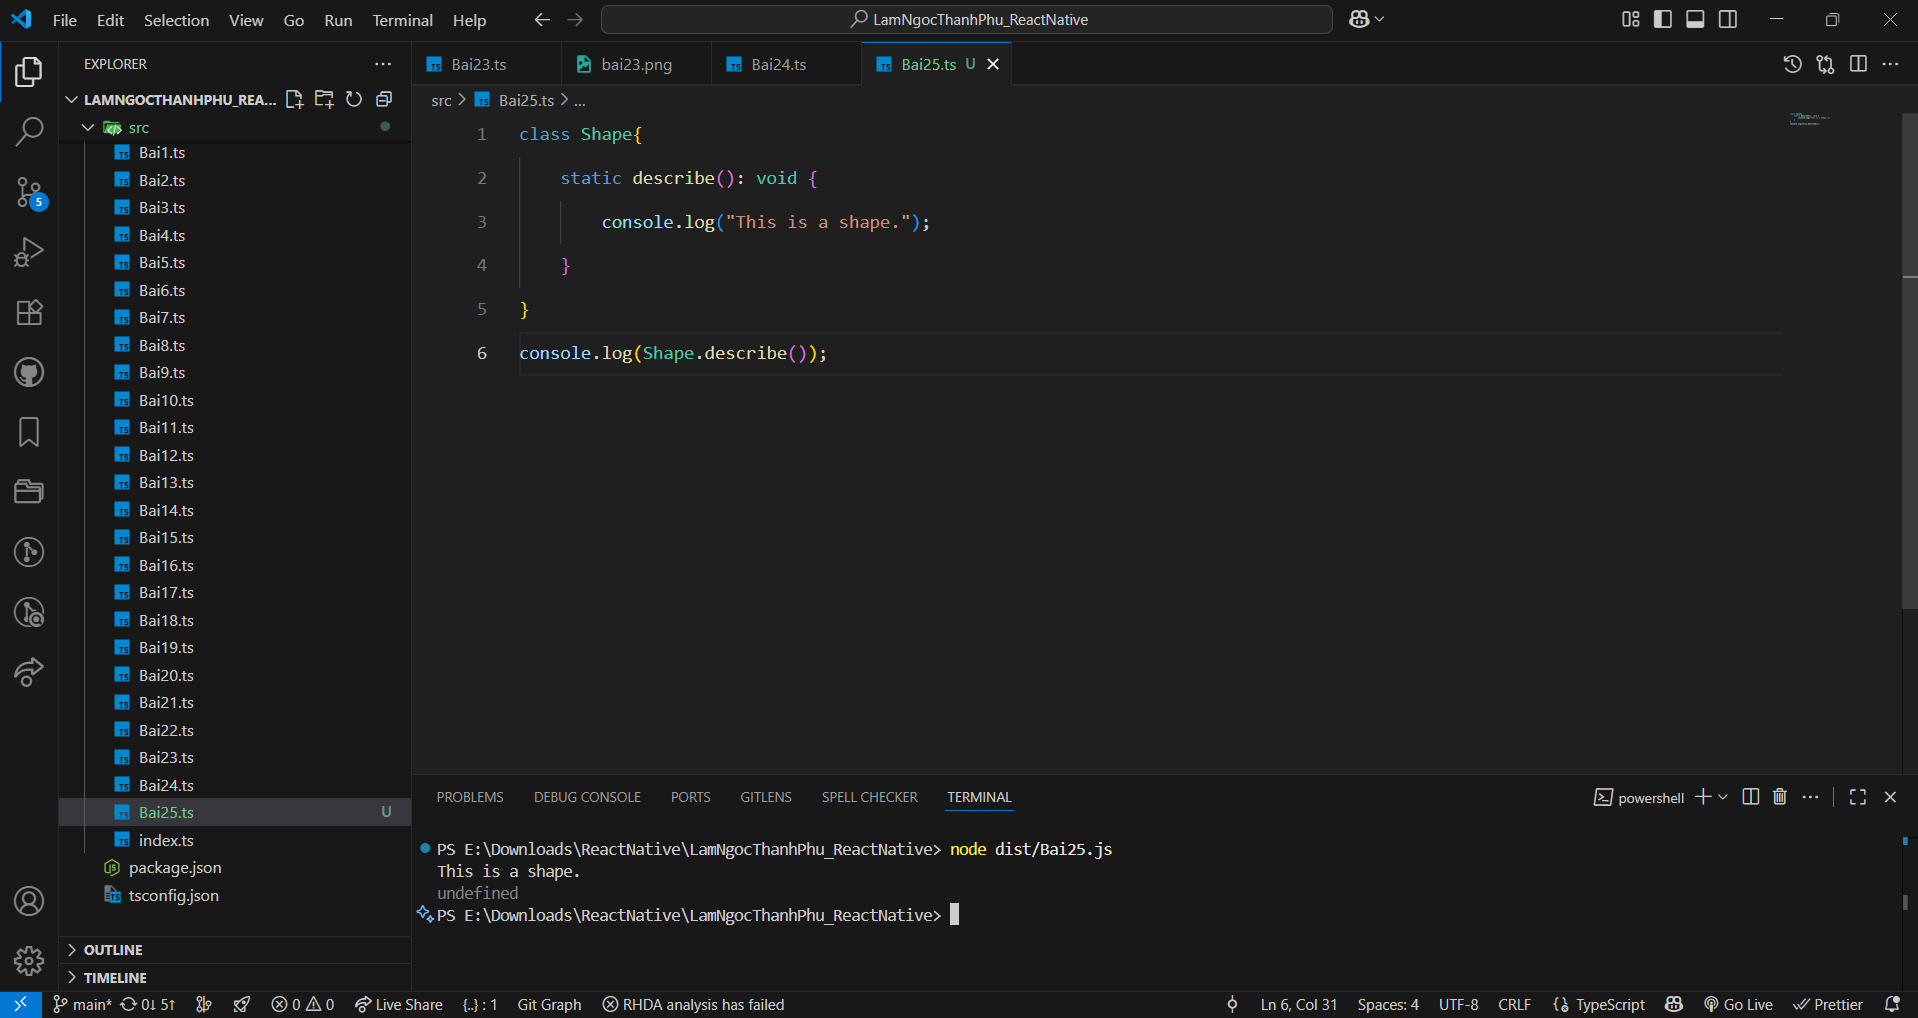 File Edit Selection View Go Run Terminal Help
LamNgocThanhPhu_ReactNative
EXPLORER
LAMNGOCTHANHPHU_REA...
src
Bai1.ts
Bai2.ts
Bai3.ts
Bai4.ts
Bai5.ts
Bai6.ts
Bai7.ts
Bai8.ts
Bai9.ts
Bai10.ts
Bai11.ts
Bai12.ts
Bai13.ts
Bai14.ts
Bai15.ts
Bai16.ts
Bai17.ts
Bai18.ts
Bai19.ts
Bai20.ts
Bai21.ts
Bai22.ts
Bai23.ts
Bai24.ts
Bai25.ts U
index.ts
package.json
tsconfig.json
OUTLINE
TIMELINE
5
Bai23.ts bai23.png Bai24.ts Bai25.ts U
src > Bai25.ts > ...
1 class Shape{
2 static describe(): void {
3 console.log("This is a shape.");
4 }
5 }
6 console.log(Shape.describe());
PROBLEMS DEBUG CONSOLE PORTS GITLENS SPELL CHECKER TERMINAL
powershell
PS E:\Downloads\ReactNative\LamNgocThanhPhu_ReactNative> node dist/Bai25.js
This is a shape.
undefined
PS E:\Downloads\ReactNative\LamNgocThanhPhu_ReactNative>
main* 0↓ 5↑ 0 0 Live Share {..} : 1 Git Graph RHDA analysis has failed Ln 6, Col 31 Spaces: 4 UTF-8 CRLF TypeScript Go Live Prettier